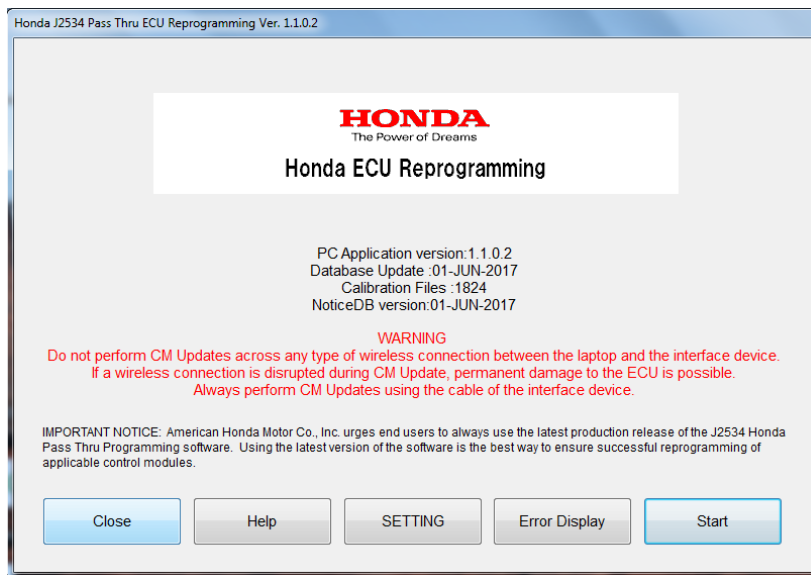 Honda J2534 Pass Thru ECU Reprogramming Ver. 1.1.0.2
HONDA
The Power of Dreams
Honda ECU Reprogramming
PC Application version:1.1.0.2
Database Update :01-JUN-2017
Calibration Files :1824
NoticeDB version:01-JUN-2017
WARNING
Do not perform CM Updates across any type of wireless connection between the laptop and the interface device.
If a wireless connection is disrupted during CM Update, permanent damage to the ECU is possible.
Always perform CM Updates using the cable of the interface device.
IMPORTANT NOTICE:  American Honda Motor Co., Inc. urges end users to always use the latest production release of the J2534 Honda
Pass Thru Programming software.  Using the latest version of the software is the best way to ensure successful reprogramming of
applicable control modules.
Close Help SETTING Error Display Start